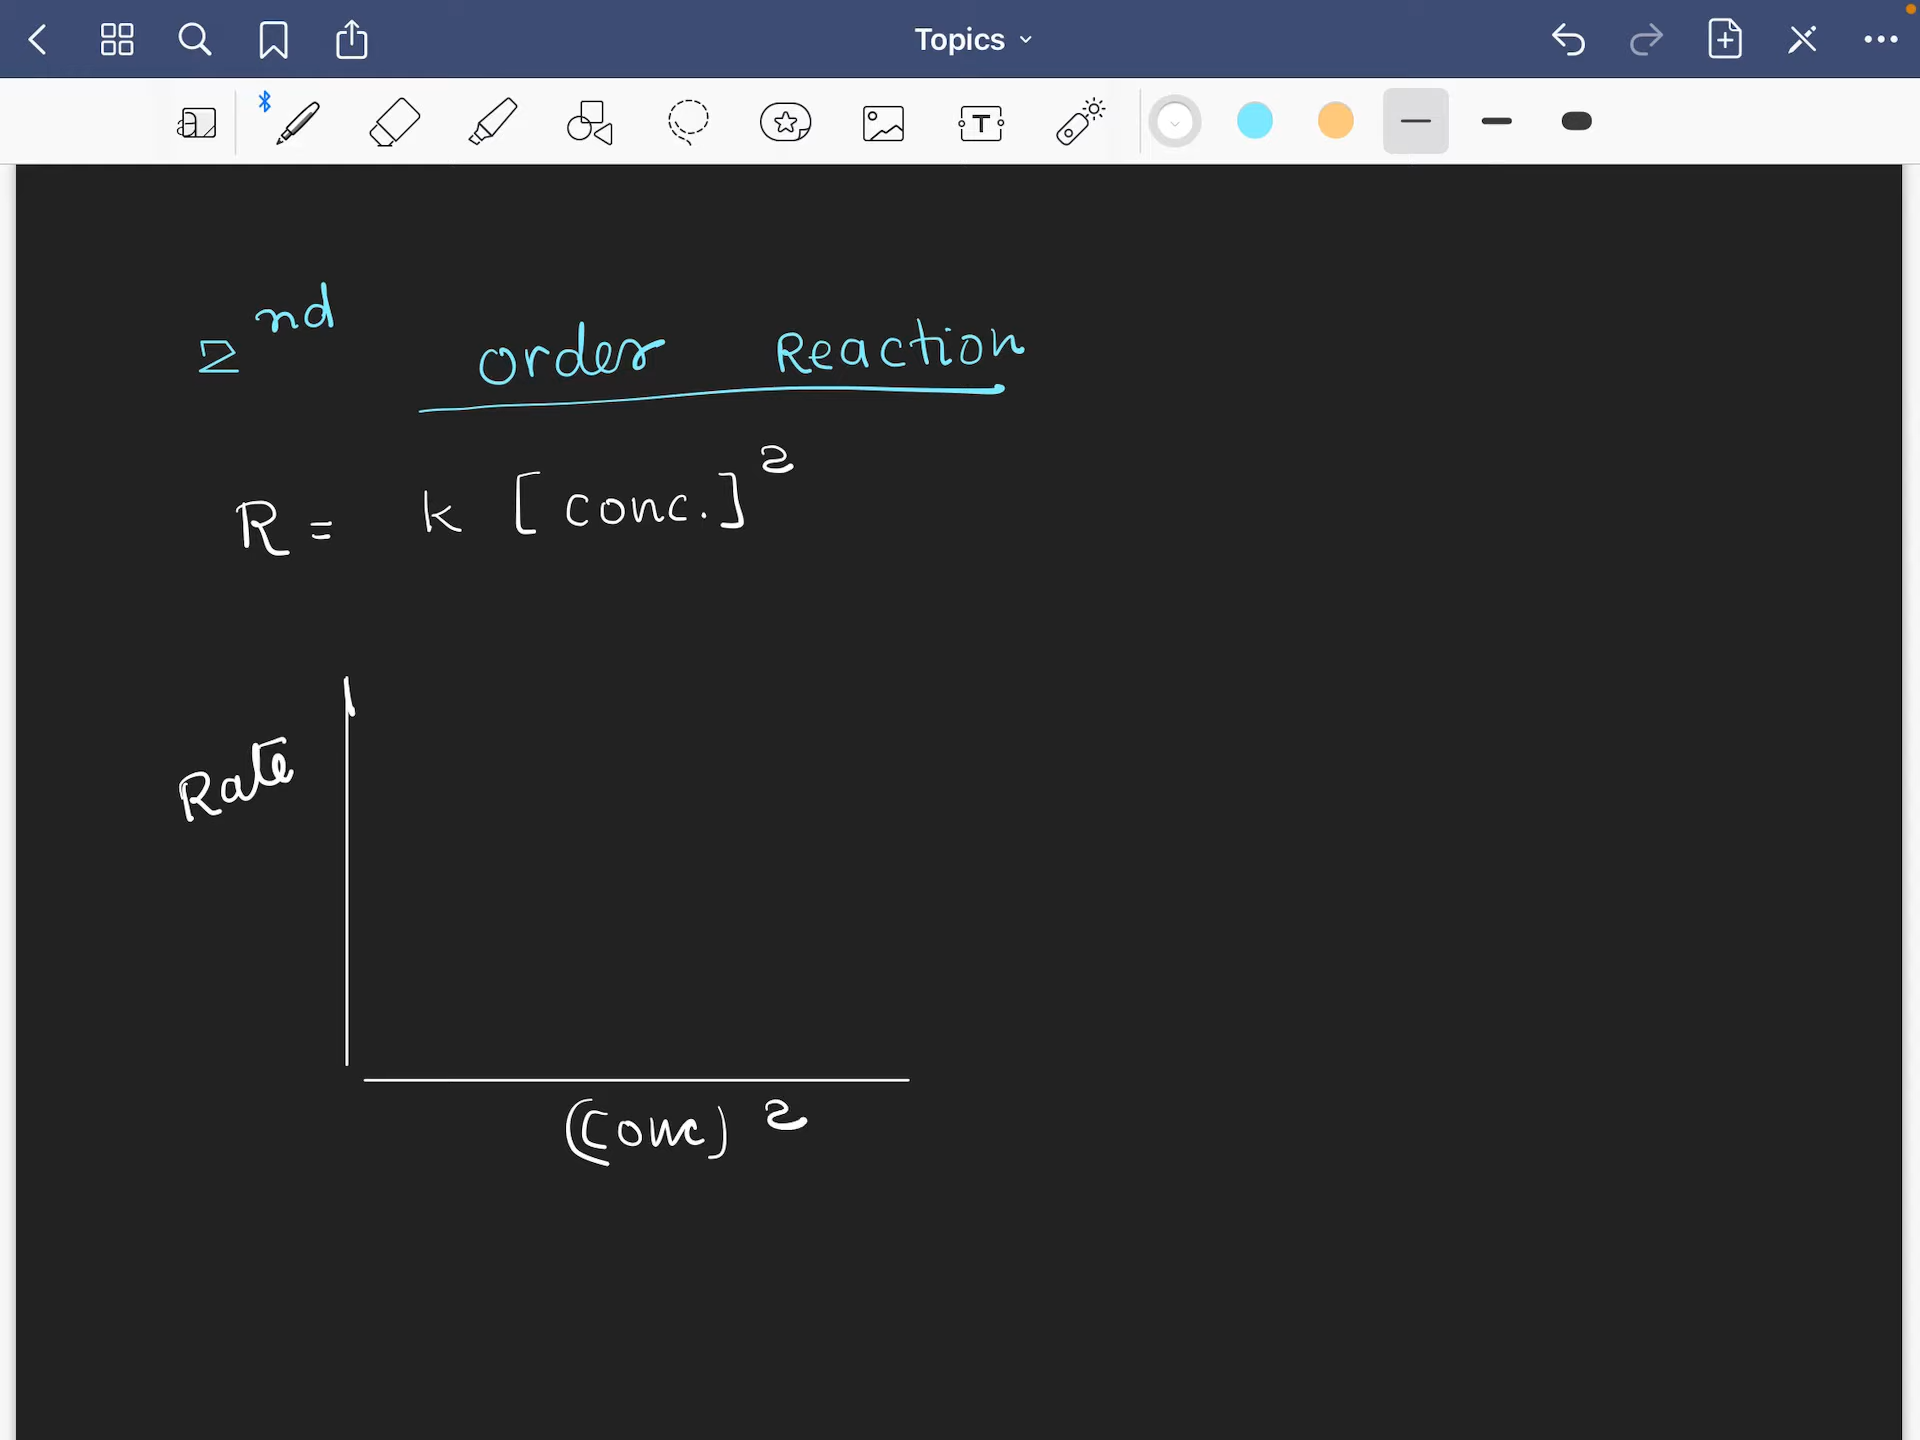 Topics
T
2nd order Reaction
R = k [conc.]²
Rate
(Conc)²